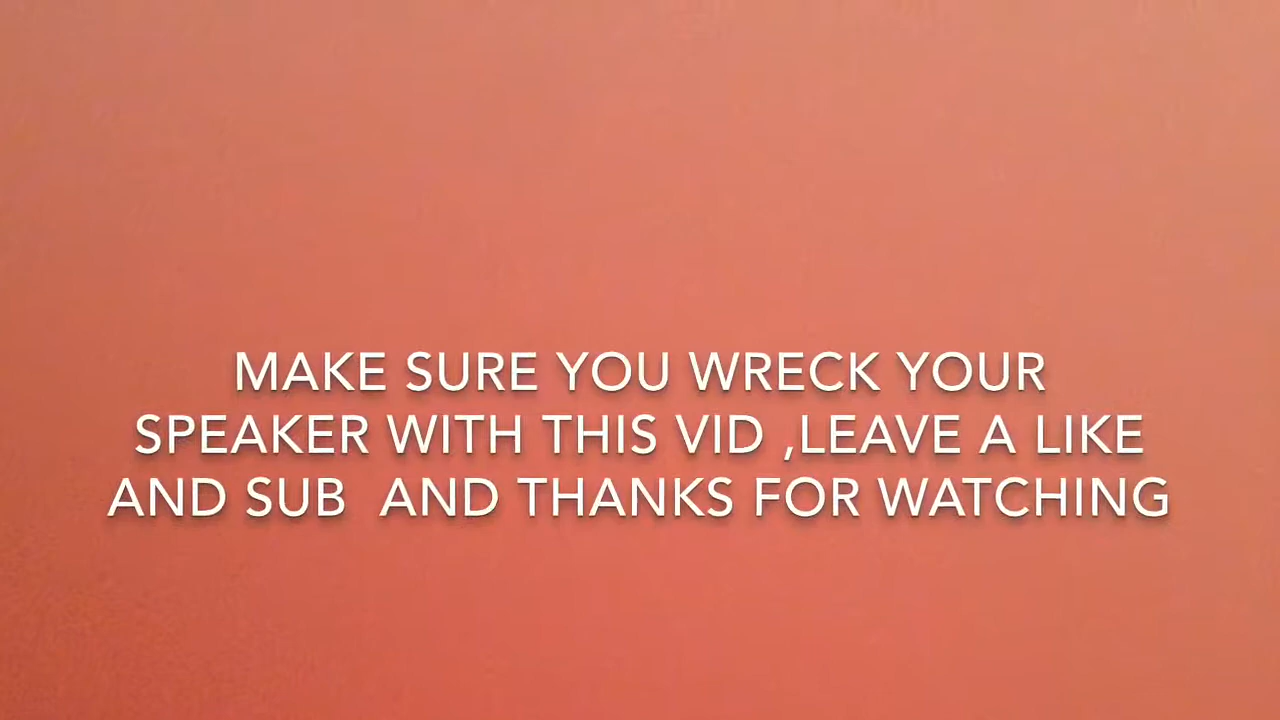 MAKE SURE YOU WRECK YOUR
SPEAKER WITH THIS VID ,LEAVE A LIKE
AND SUB  AND THANKS FOR WATCHING